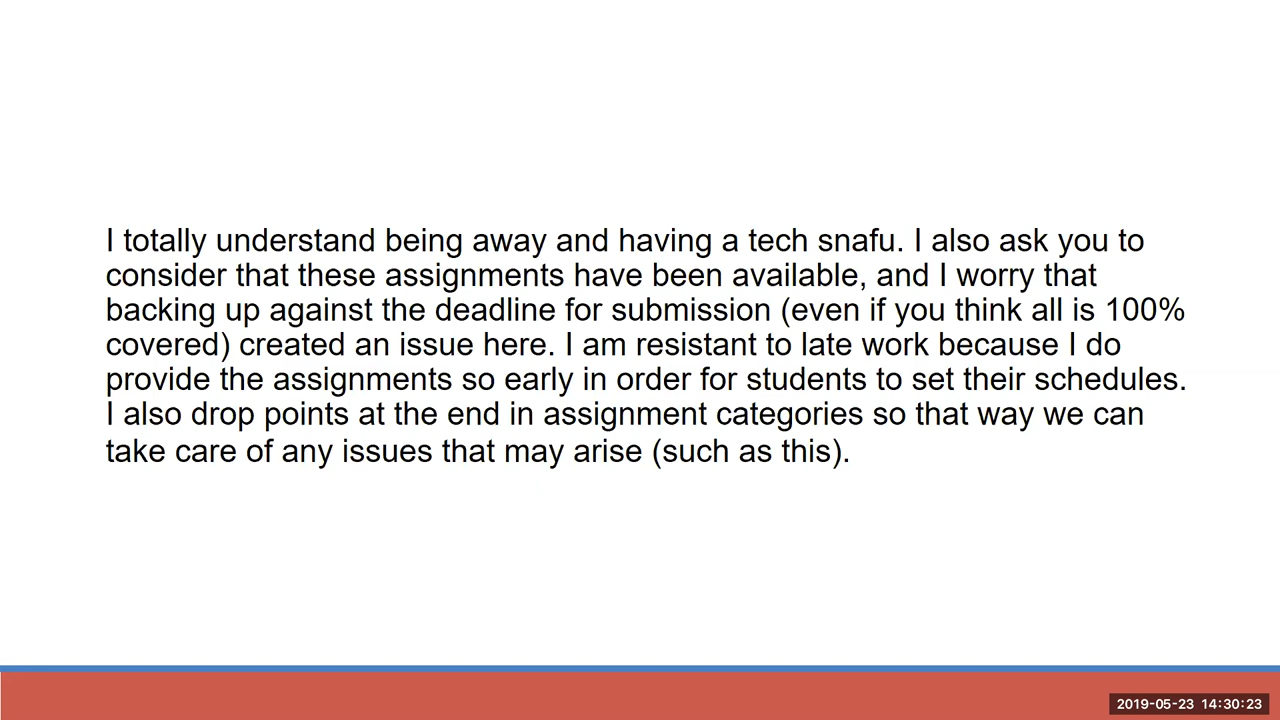 I totally understand being away and having a tech snafu. I also ask you to
consider that these assignments have been available, and I worry that
backing up against the deadline for submission (even if you think all is 100%
covered) created an issue here. I am resistant to late work because I do
provide the assignments so early in order for students to set their schedules.
I also drop points at the end in assignment categories so that way we can
take care of any issues that may arise (such as this).
2019-05-23 14:30:23